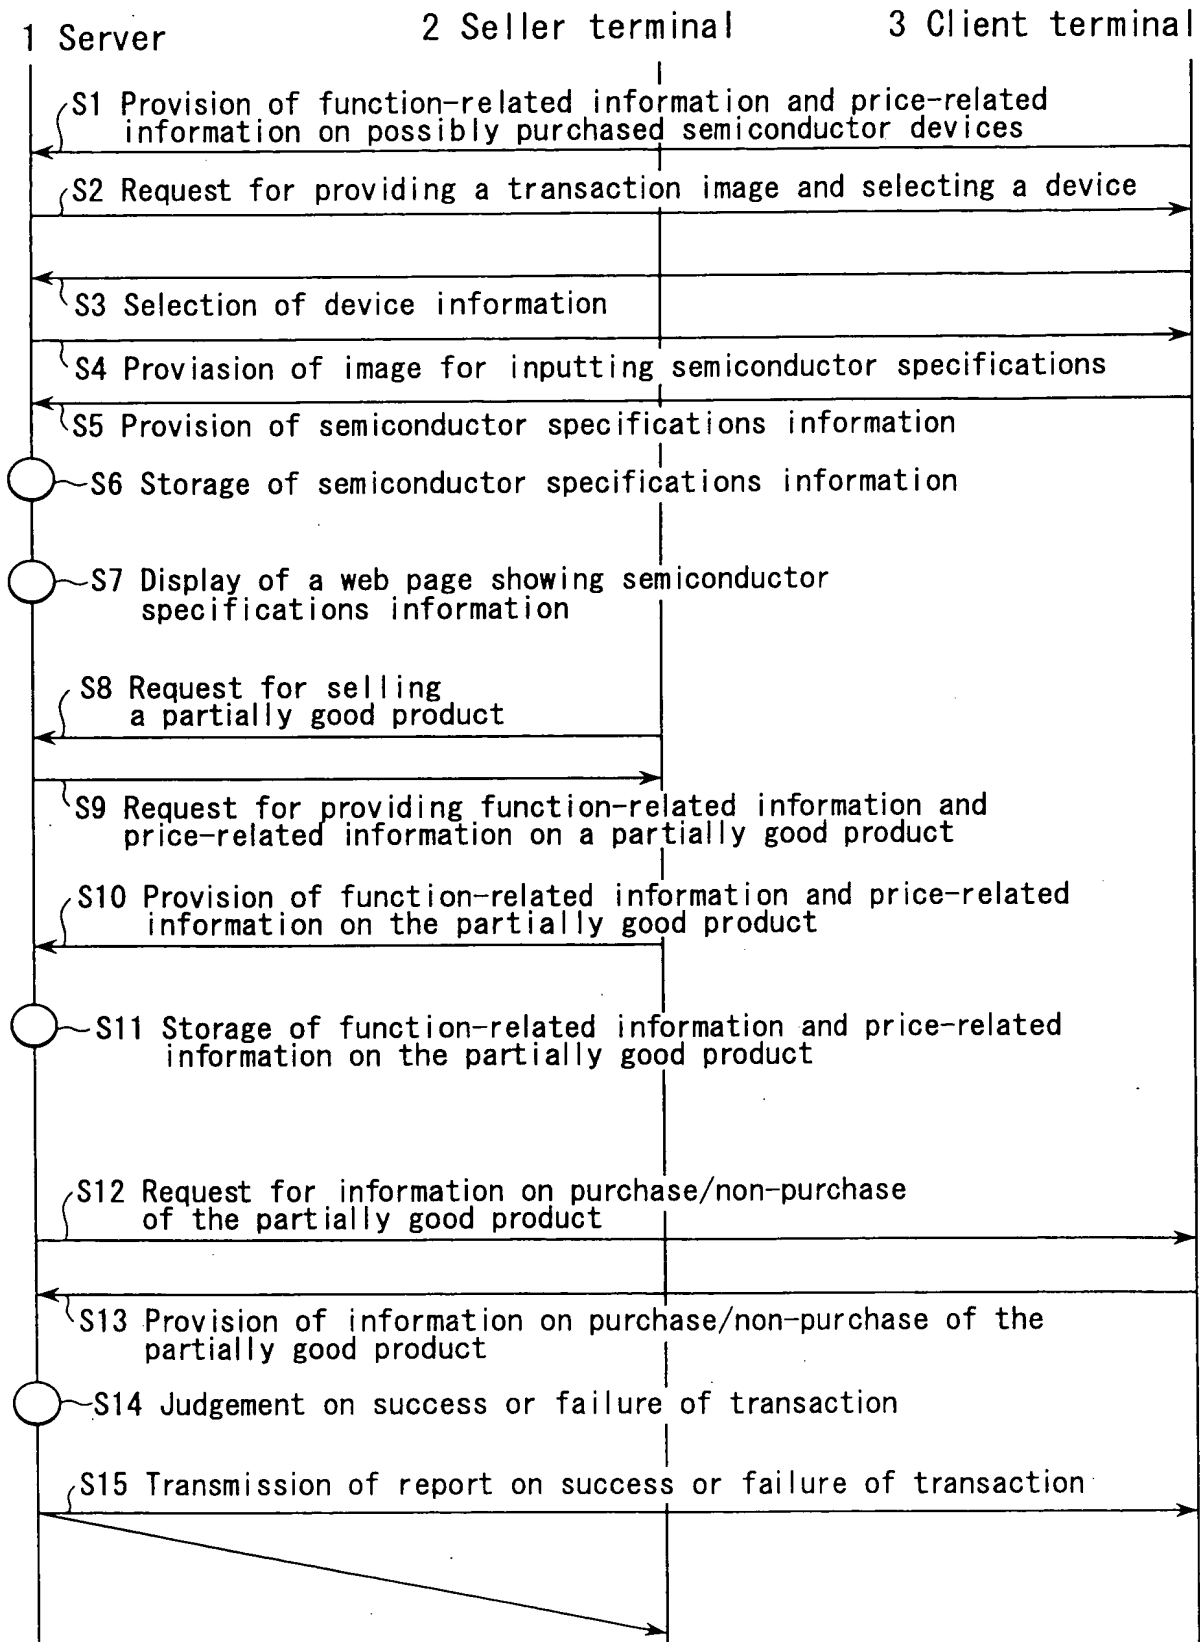 1 Server
2 Seller terminal
3 Client terminal
S1 Provision of function-related information and price-related
information on possibly purchased semiconductor devices
S2 Request for providing a transaction image and selecting a device
S3 Selection of device information
S4 Proviasion of image for inputting semiconductor specifications
S5 Provision of semiconductor specifications information
S6 Storage of semiconductor specifications information
S7 Display of a web page showing semiconductor
specifications information
S8 Request for selling
a partially good product
S9 Request for providing function-related information and
price-related information on a partially good product
S10 Provision of function-related information and price-related
information on the partially good product
S11 Storage of function-related information and price-related
information on the partially good product
S12 Request for information on purchase/non-purchase
of the partially good product
S13 Provision of information on purchase/non-purchase of the
partially good product
S14 Judgement on success or failure of transaction
S15 Transmission of report on success or failure of transaction